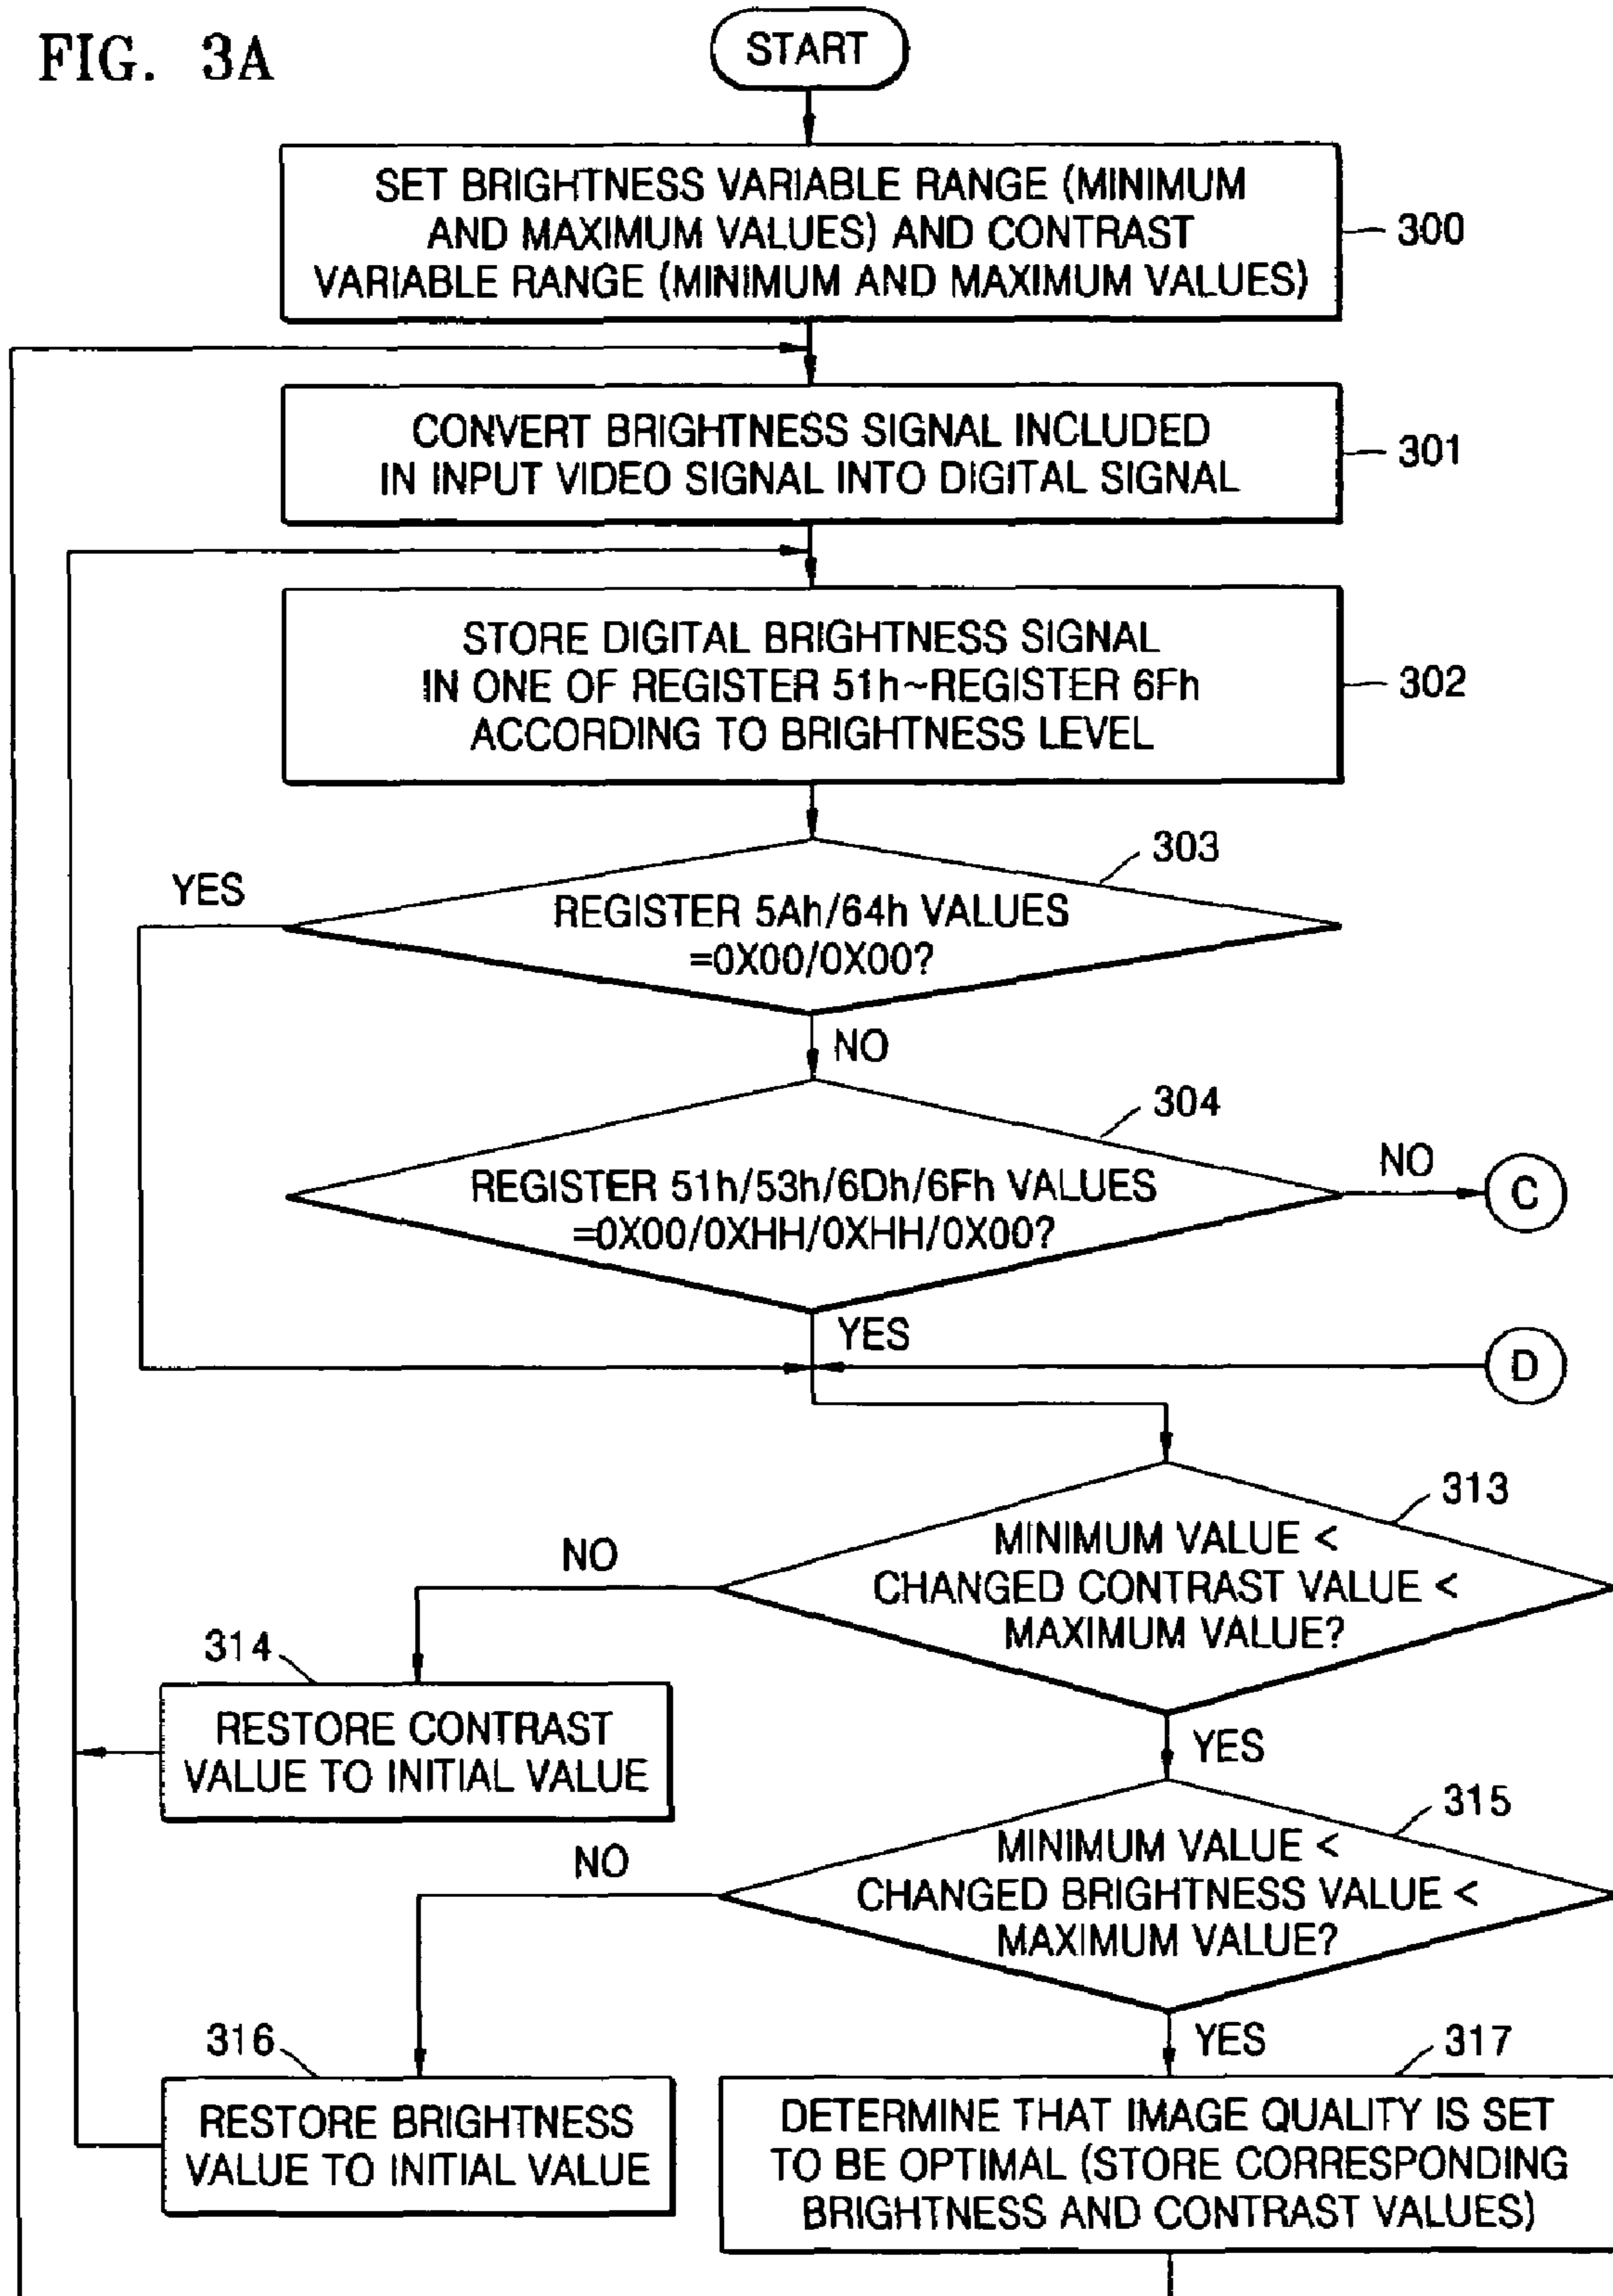 FIG. 3A
START
SET BRIGHTNESS VARIABLE RANGE (MINIMUM
AND MAXIMUM VALUES) AND CONTRAST
VARIABLE RANGE (MINIMUM AND MAXIMUM VALUES)
300
CONVERT BRIGHTNESS SIGNAL INCLUDED
IN INPUT VIDEO SIGNAL INTO DIGITAL SIGNAL
301
STORE DIGITAL BRIGHTNESS SIGNAL
IN ONE OF REGISTER 51h~REGISTER 6Fh
ACCORDING TO BRIGHTNESS LEVEL
302
303
YES
REGISTER 5Ah/64h VALUES
=0X00/0X00?
NO
304
REGISTER 51h/53h/6Dh/6Fh VALUES
=0X00/0XHH/0XHH/0X00?
NO
C
YES
D
313
MINIMUM VALUE <
CHANGED CONTRAST VALUE <
MAXIMUM VALUE?
NO
314
RESTORE CONTRAST
VALUE TO INITIAL VALUE
YES
315
MINIMUM VALUE <
CHANGED BRIGHTNESS VALUE <
MAXIMUM VALUE?
NO
316
RESTORE BRIGHTNESS
VALUE TO INITIAL VALUE
YES
317
DETERMINE THAT IMAGE QUALITY IS SET
TO BE OPTIMAL (STORE CORRESPONDING
BRIGHTNESS AND CONTRAST VALUES)